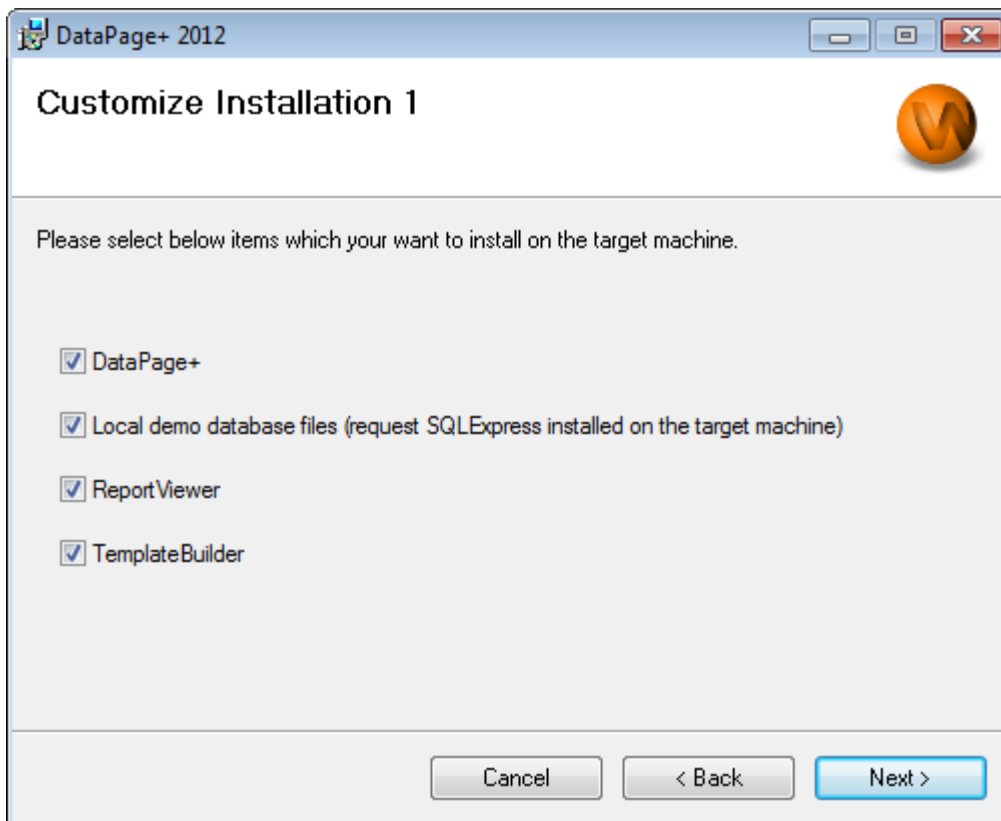 DataPage+ 2012
Customize Installation 1
W
Please select below items which your want to install on the target machine.
DataPage+
Local demo database files (request SQLExpress installed on the target machine)
ReportViewer
TemplateBuilder
Cancel
< Back
Next >